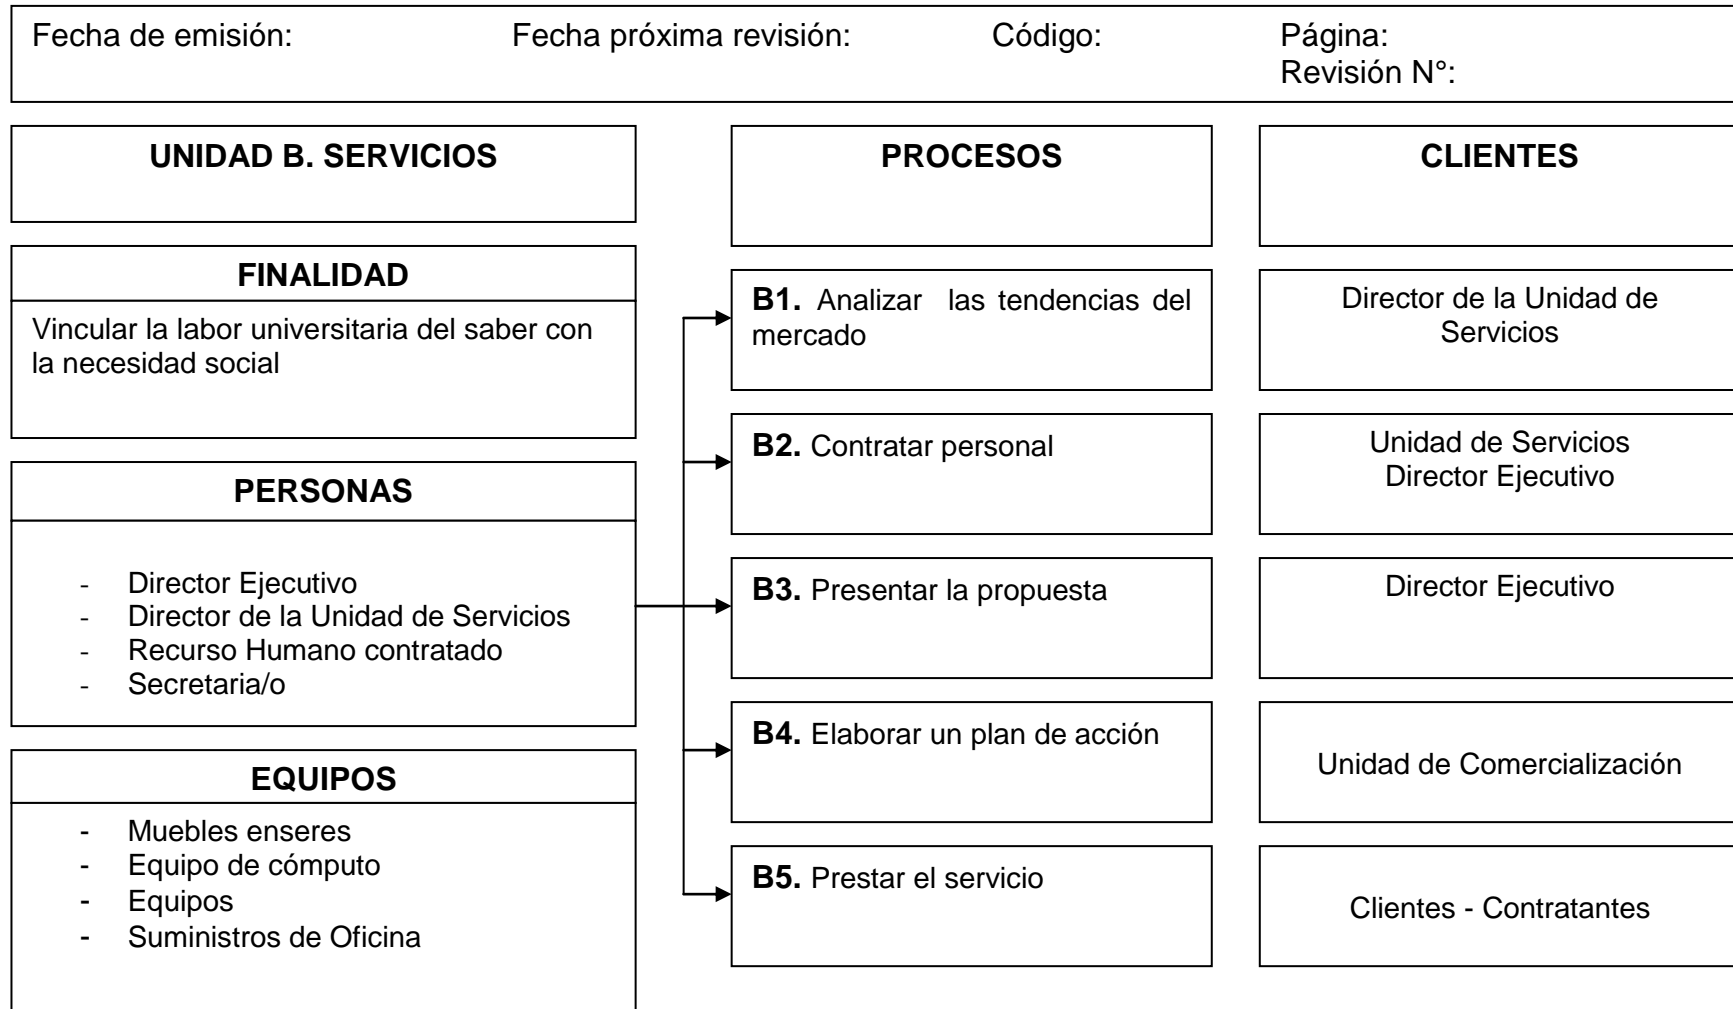 Fecha de emisión: Fecha próxima revisión: Código: Página:
Revisión N°:
UNIDAD B. SERVICIOS
FINALIDAD
Vincular la labor universitaria del saber con
la necesidad social
PERSONAS
- Director Ejecutivo
- Director de la Unidad de Servicios
- Recurso Humano contratado
- Secretaria/o
EQUIPOS
- Muebles enseres
- Equipo de cómputo
- Equipos
- Suministros de Oficina
PROCESOS
B1. Analizar las tendencias del
mercado
B2. Contratar personal
B3. Presentar la propuesta
B4. Elaborar un plan de acción
B5. Prestar el servicio
CLIENTES
Director de la Unidad de
Servicios
Unidad de Servicios
Director Ejecutivo
Director Ejecutivo
Unidad de Comercialización
Clientes - Contratantes